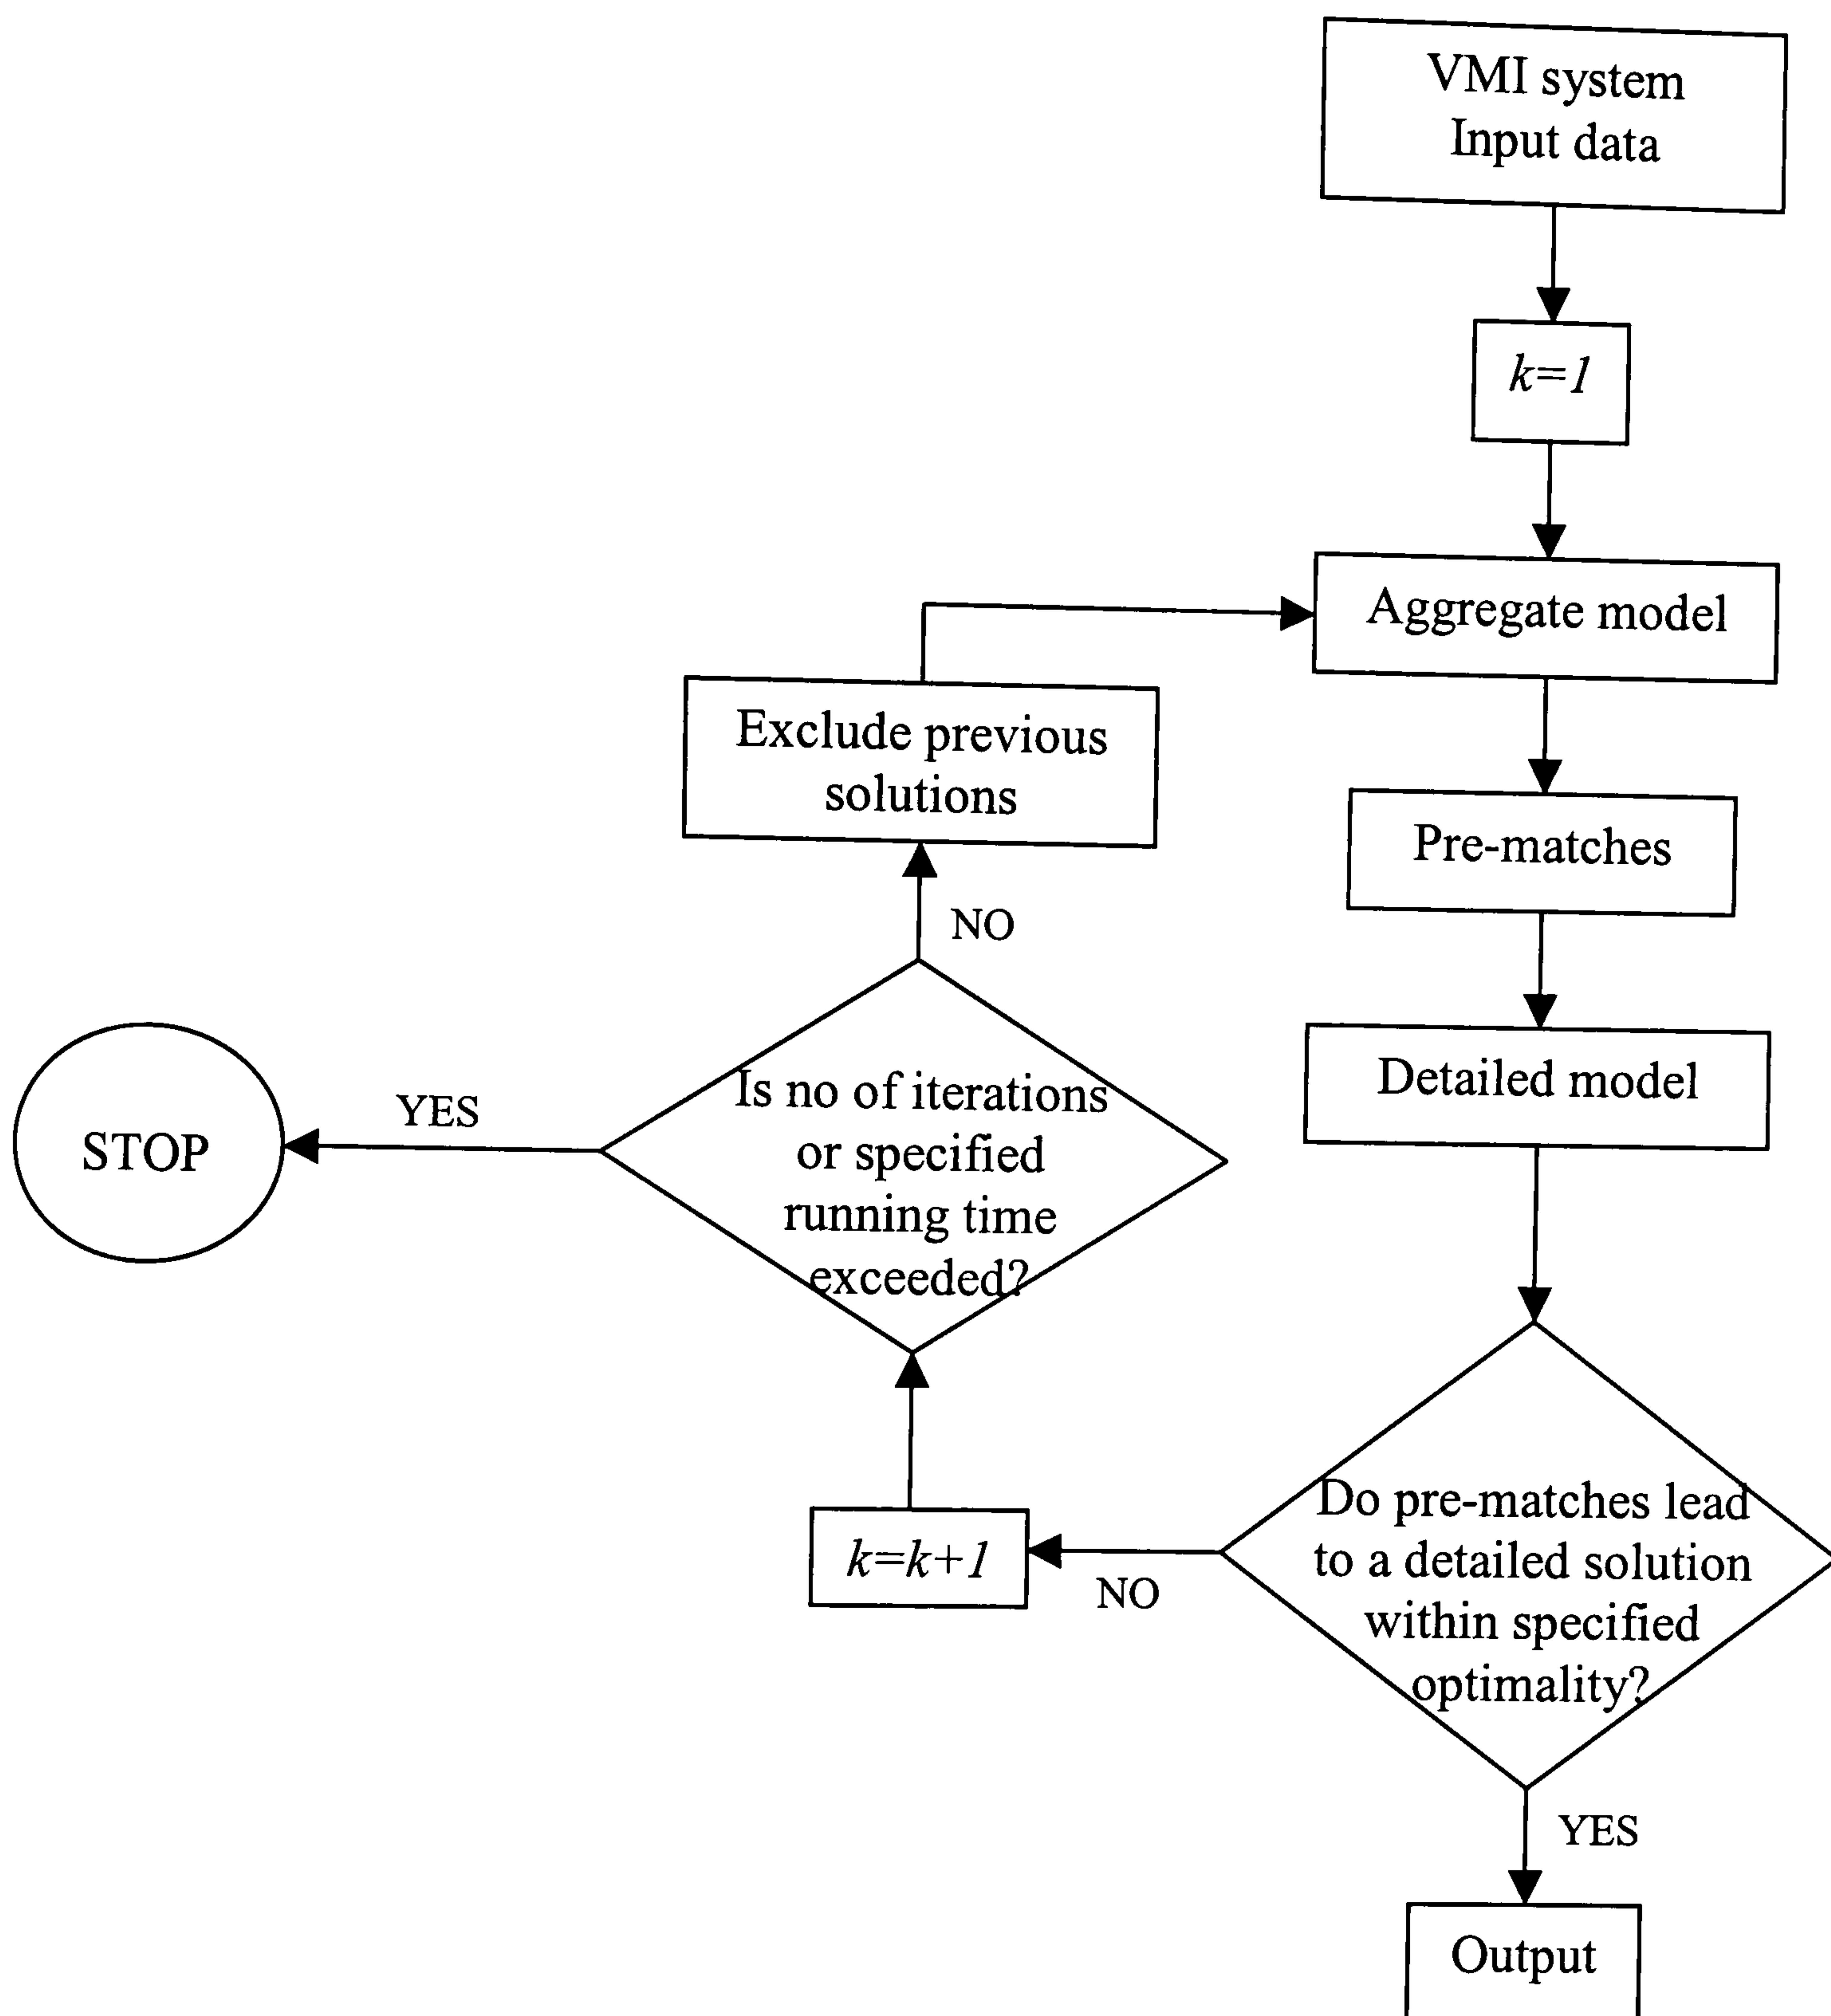 VMI system
Input data
k=1
Aggregate model
Exclude previous
solutions
Pre-matches
NO
Detailed model
Is no of iterations
or specified
running time
exceeded?
YES
STOP
Do pre-matches lead
to a detailed solution
within specified
optimality?
k=k+1
NO
YES
Output